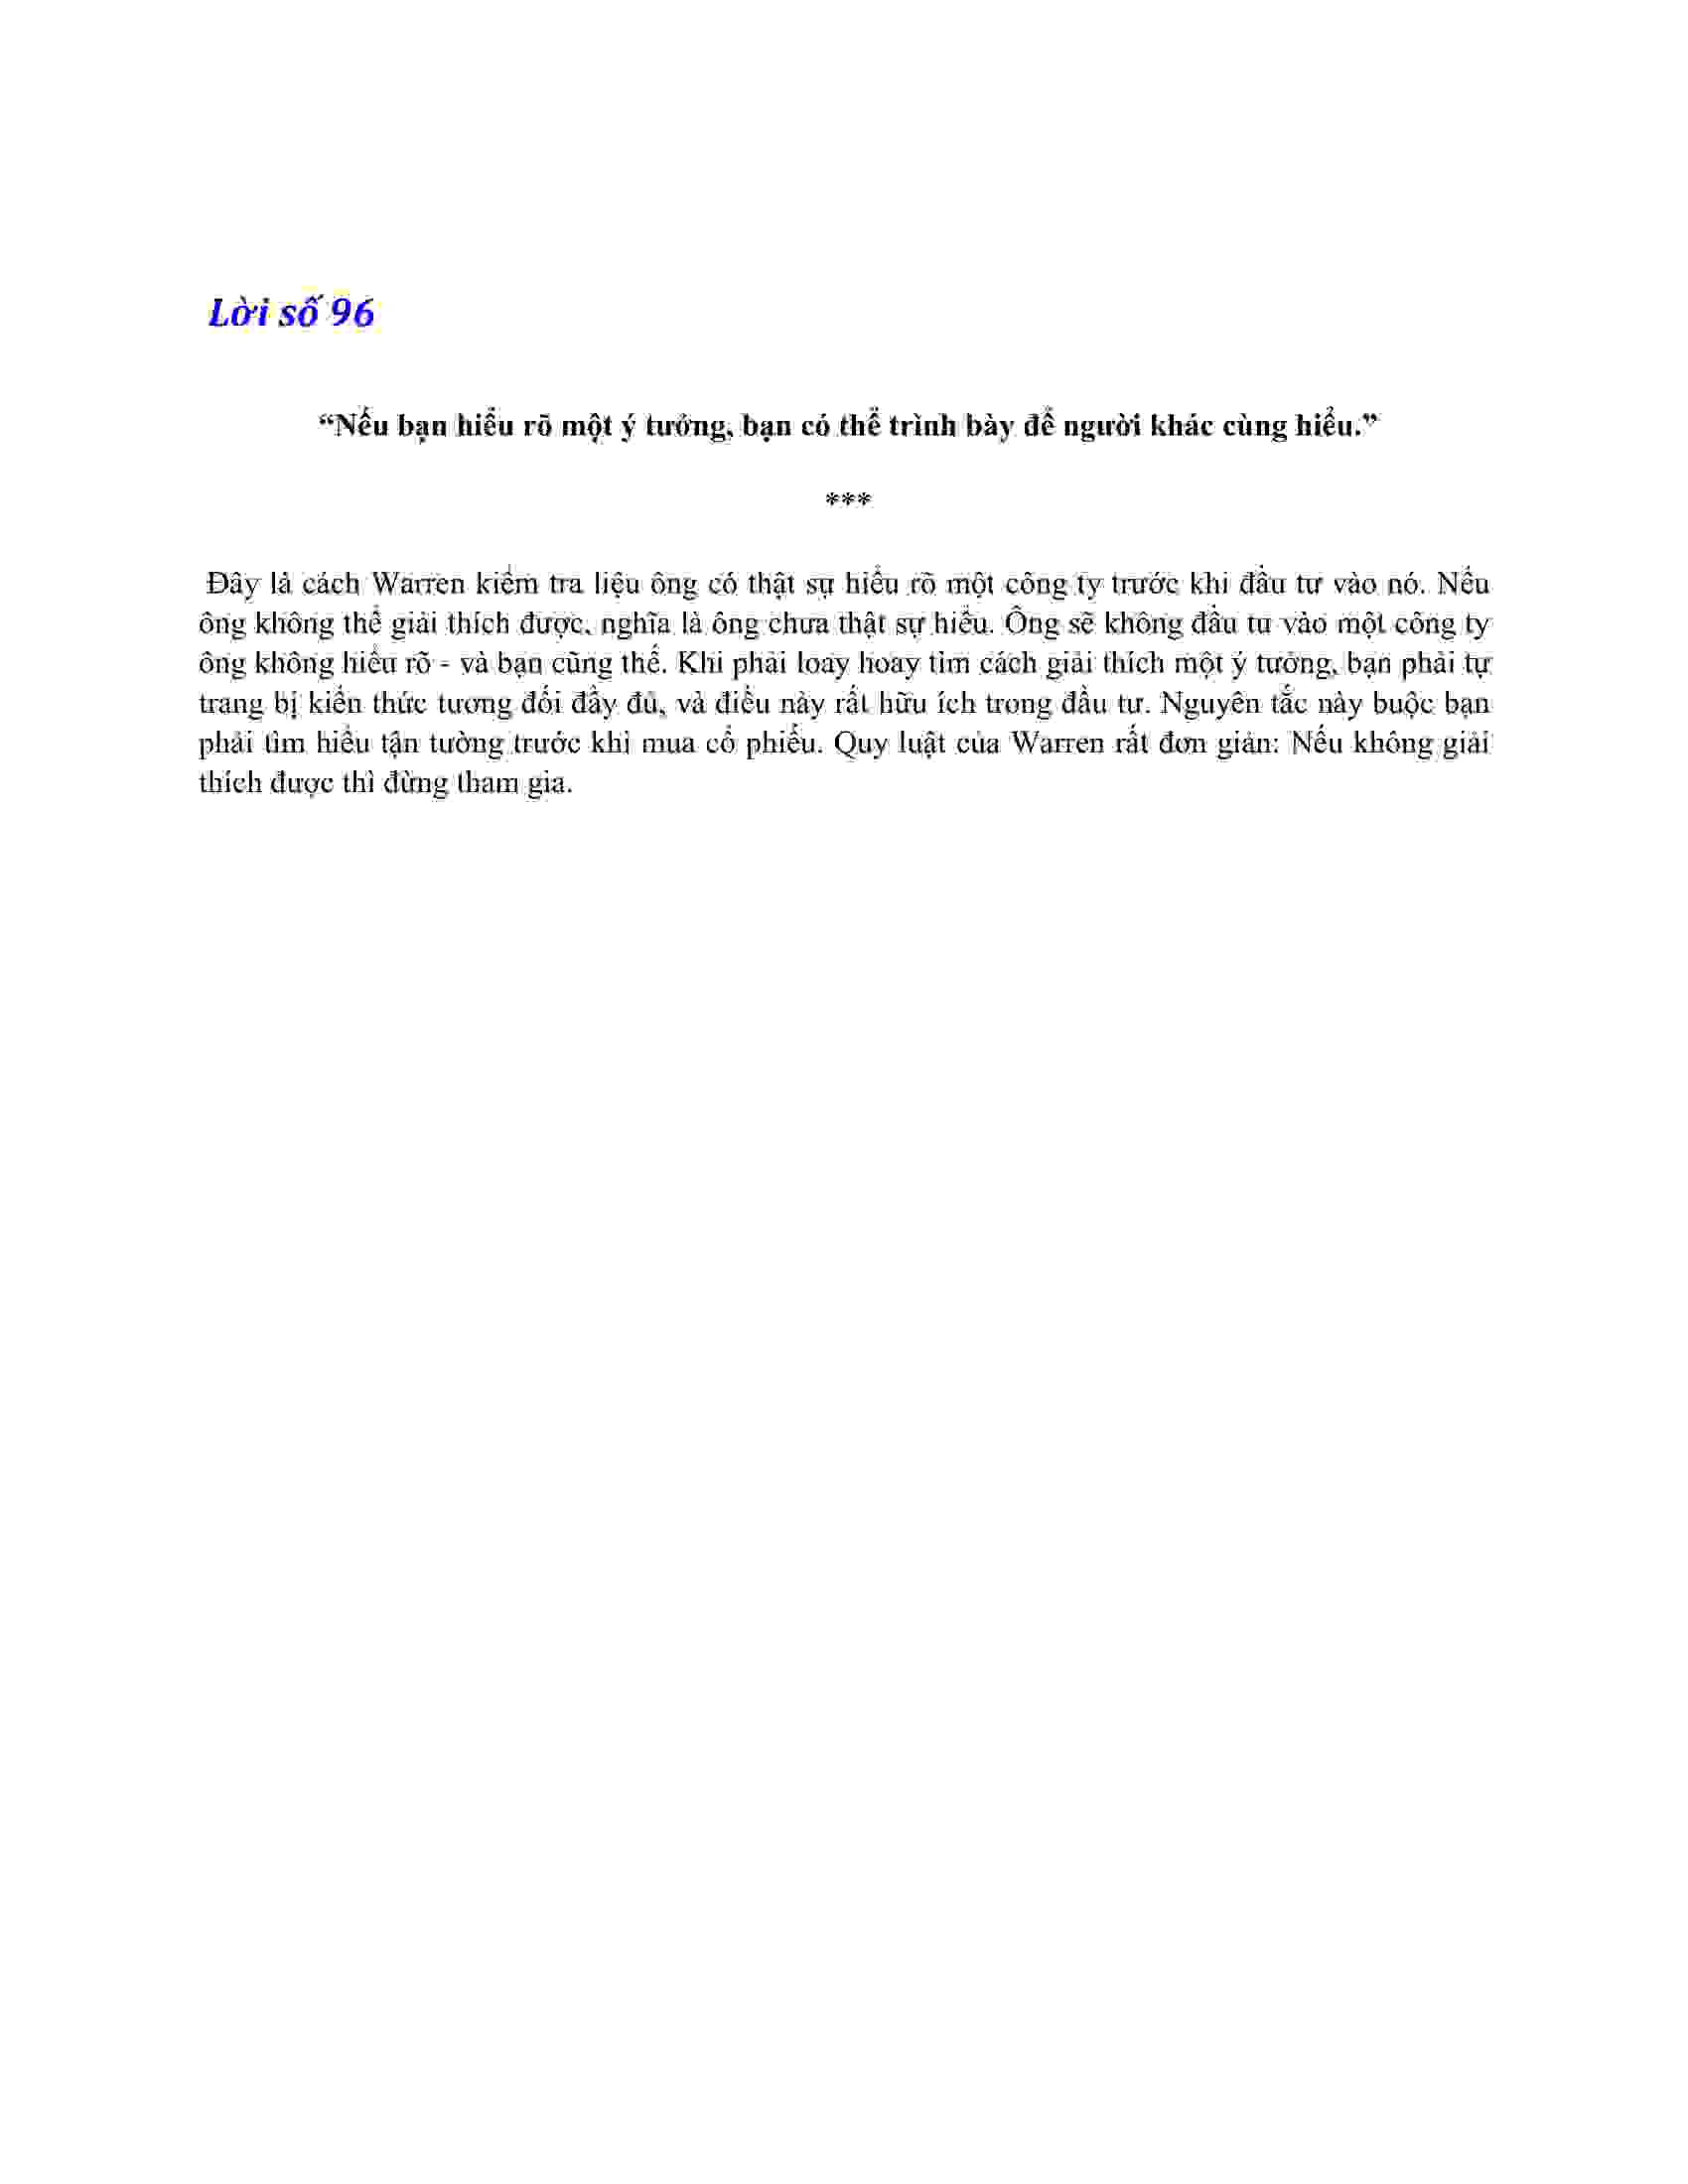 Lời số 96
“Nếu bạn hiểu rõ một ý tưởng, bạn có thể trình bày để người khác cùng hiểu.”
***
Đây là cách Warren kiểm tra liệu ông có thật sự hiểu rõ một công ty trước khi đầu tư vào nó. Nếu
ông không thể giải thích được, nghĩa là ông chưa thật sự hiểu. Ông sẽ không đầu tư vào một công ty
ông không hiểu rõ - và bạn cũng thế. Khi phải loay hoay tìm cách giải thích một ý tưởng, bạn phải tự
trang bị kiến thức tương đối đầy đủ, và điều này rất hữu ích trong đầu tư. Nguyên tắc này buộc bạn
phải tìm hiểu tận tường trước khi mua cổ phiếu. Quy luật của Warren rất đơn giản: Nếu không giải
thích được thì đừng tham gia.